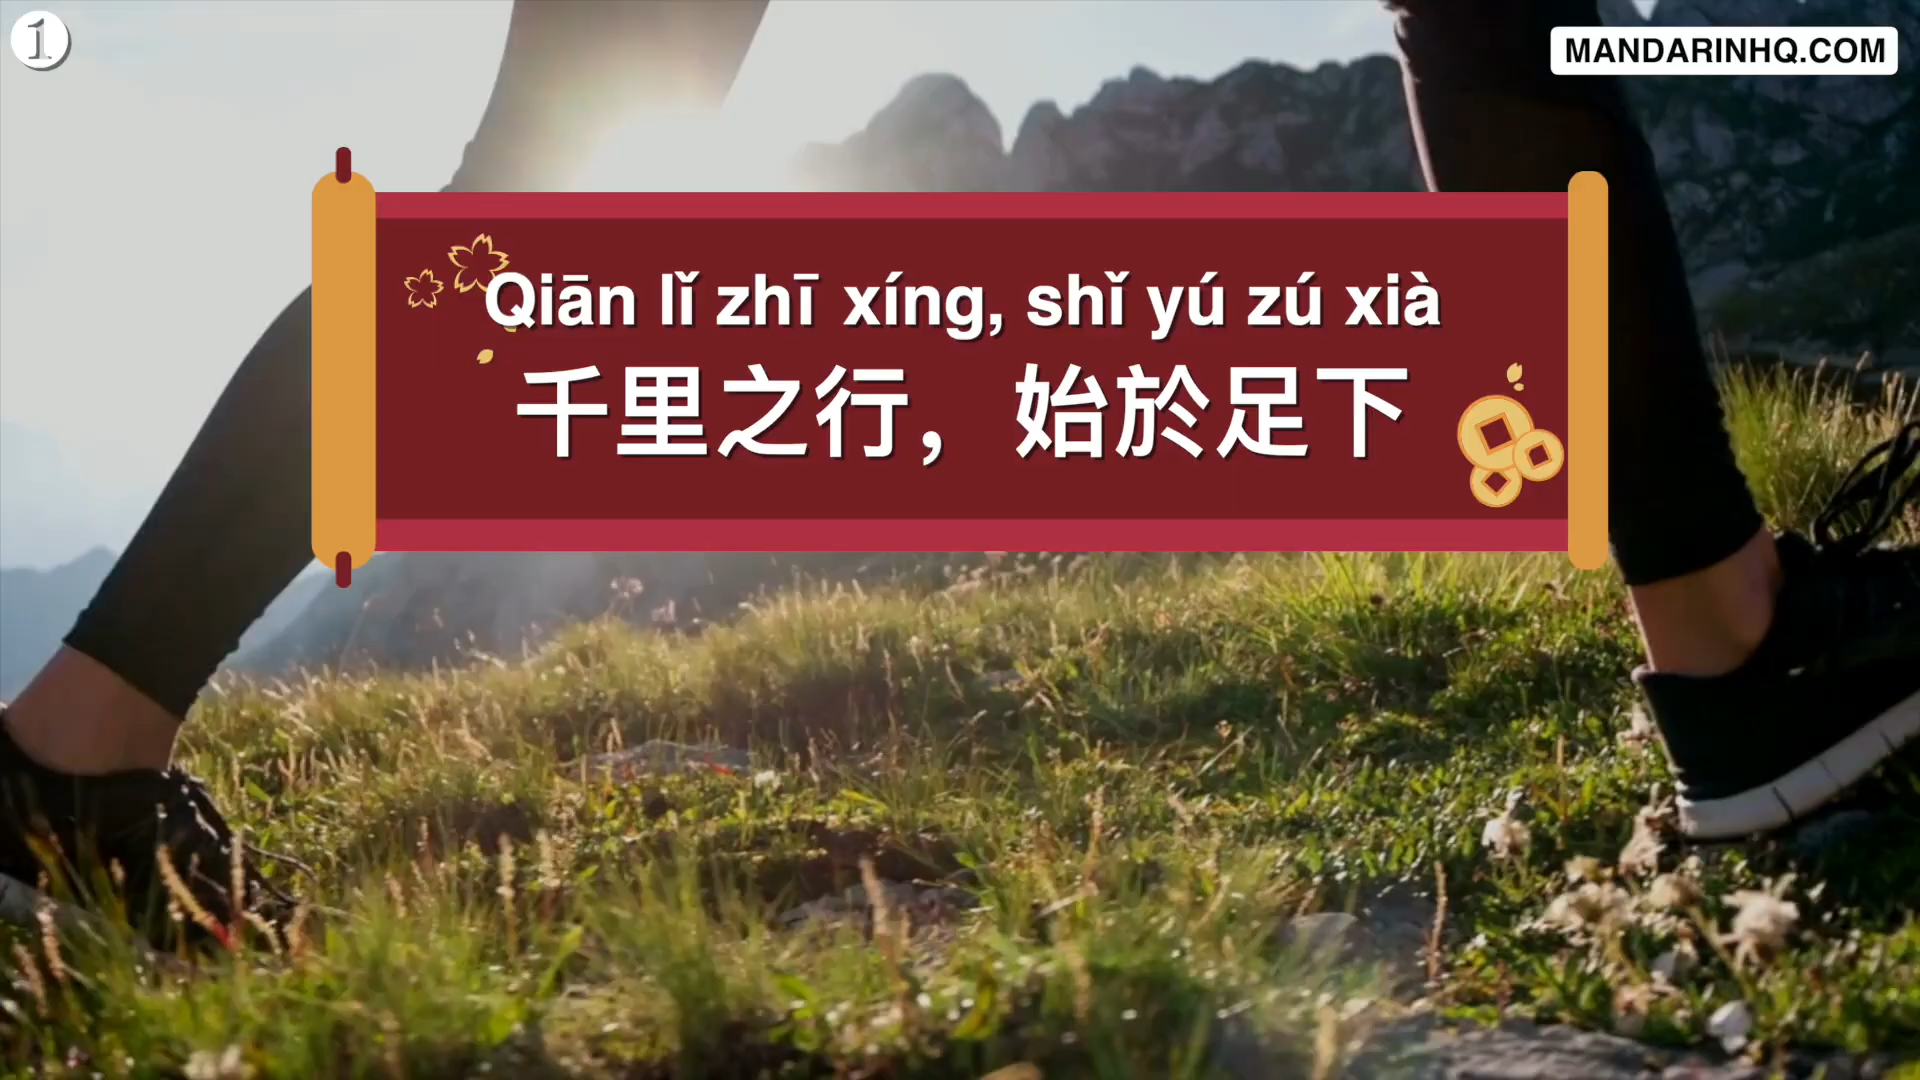 1
MANDARINHQ.COM
Qiān lǐ zhī xíng, shǐ yú zú xià
千里之行，始於足下